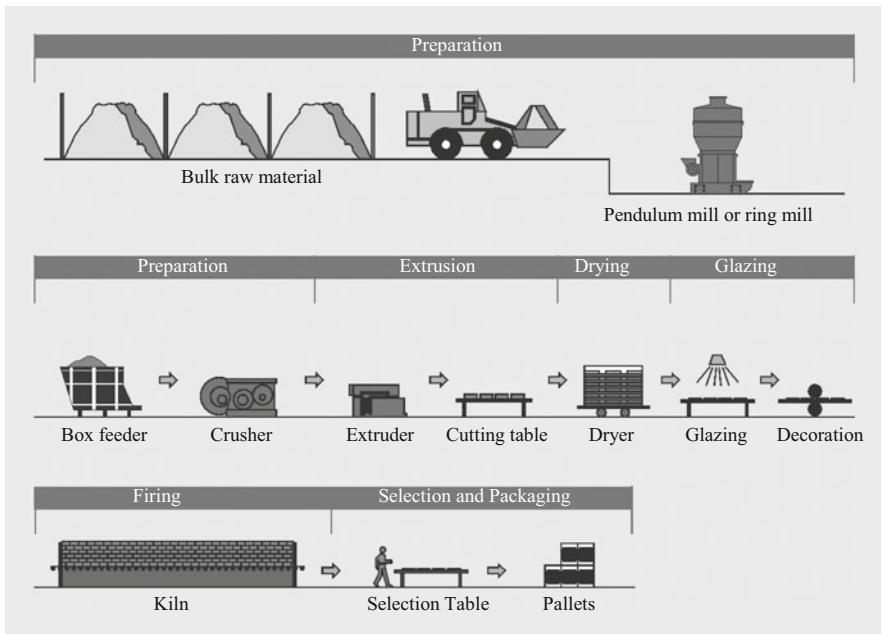 Preparation
Bulk raw material
Pendulum mill or ring mill
Preparation Extrusion Drying Glazing
Box feeder Crusher Extruder Cutting table Dryer Glazing Decoration
Firing Selection and Packaging
Kiln Selection Table Pallets